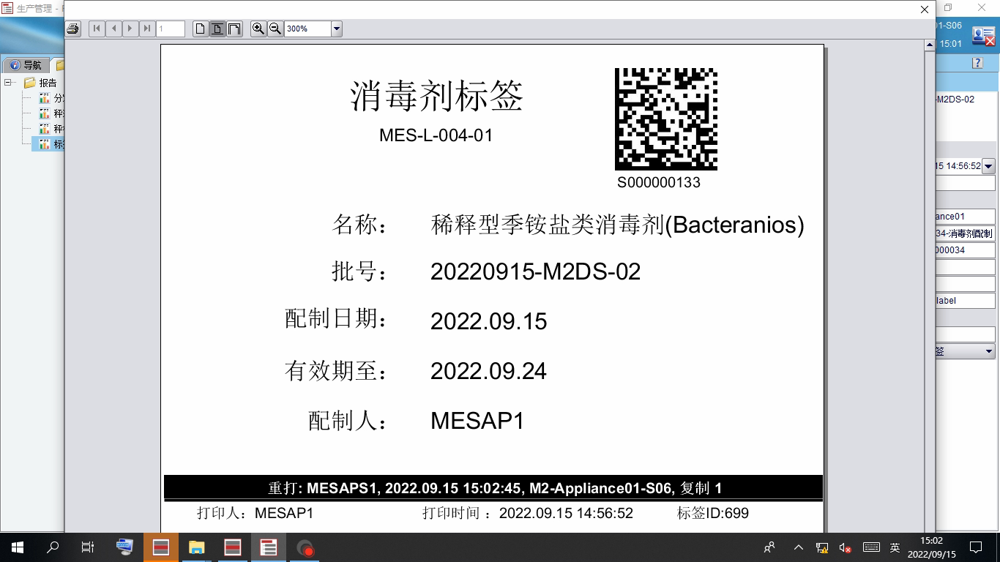 生产管理 -
1
300%
01-S06
15:01
导航
报告
-M2DS-02
15 14:56:52
ance01
34-消毒剂配制
000034
label
签
消毒剂标签
MES-L-004-01
S000000133
名称： 稀释型季铵盐类消毒剂(Bacteranios)
批号： 20220915-M2DS-02
配制日期： 2022.09.15
有效期至： 2022.09.24
配制人： MESAP1
重打: MESAPS1, 2022.09.15 15:02:45, M2-Appliance01-S06, 复制 1
打印人：MESAP1 打印时间 ：2022.09.15 14:56:52 标签ID:699
英
15:02
2022/09/15